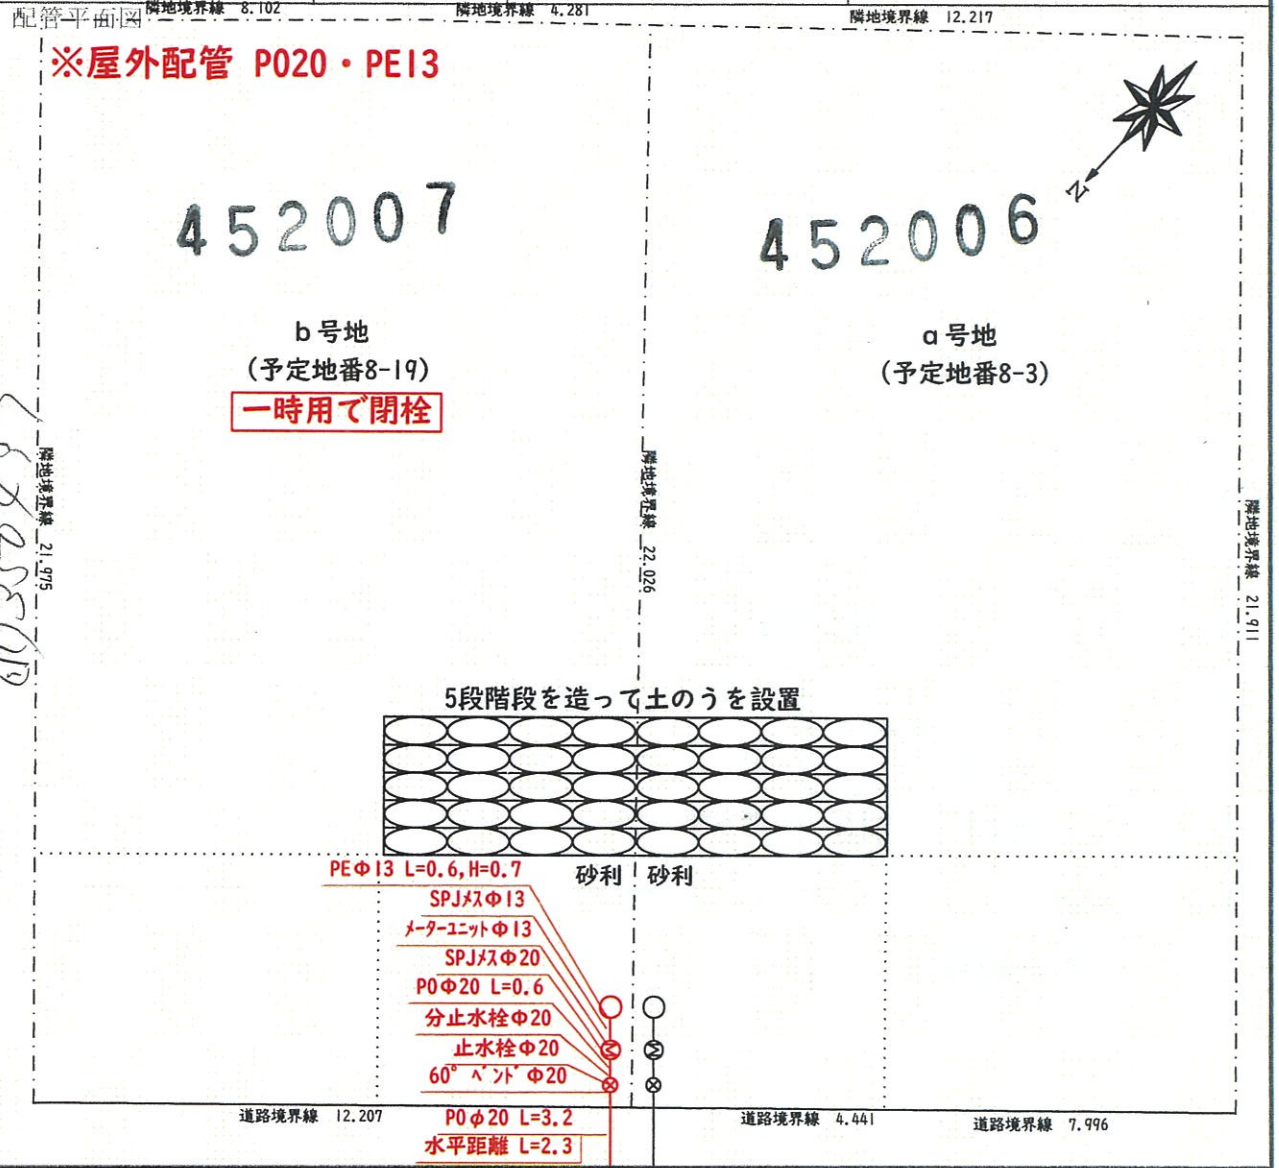 配管平面図
隣地境界線 8.102
隣地境界線 4.281
隣地境界線 12.217
※屋外配管 PO20・PE13
N
452007
452006
b号地
(予定地番8-19)
一時用で閉栓
a号地
(予定地番8-3)
隣地境界線 21.975
隣地境界線 22.026
隣地境界線 21.911
5段階段を造って土のうを設置
砂利
砂利
PEΦ13 L=0.6,H=0.7
SPJメスΦ13
メーターユニットΦ13
SPJメスΦ20
POΦ20 L=0.6
分止水栓Φ20
止水栓Φ20
60° ベンド Φ20
M
M
道路境界線 12.207
POφ20 L=3.2
水平距離 L=2.3
道路境界線 4.441
道路境界線 7.996